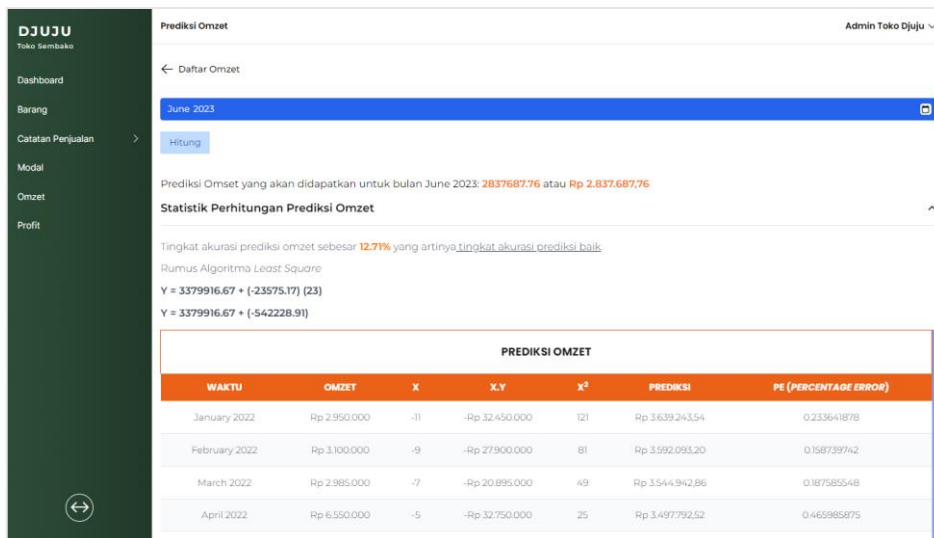 DJUJU
Toko Sembako
Dashboard
Barang
Catatan Penjualan
Modal
Omzet
Profit
Prediksi Omzet
Admin Toko Djuju
Daftar Omzet
June 2023
Hitung
Prediksi Omset yang akan didapatkan untuk bulan June 2023: 2837687.76 atau Rp 2.837.687,76
Statistik Perhitungan Prediksi Omzet
Tingkat akurasi prediksi omzet sebesar 12.71% yang artinya tingkat akurasi prediksi baik
Rumus Algoritma Least Square
Y = 3379916.67 + (-23575.17) (23)
Y = 3379916.67 + (-542228.91)
PREDIKSI OMZET
WAKTU OMZET X X.Y X² PREDIKSI PE (PERCENTAGE ERROR)
January 2022 Rp 2.950.000 -11 -Rp 32.450.000 121 Rp 3.639.243,54 0.233641878
February 2022 Rp 3.100.000 -9 -Rp 27.900.000 81 Rp 3.592.093,20 0.158739742
March 2022 Rp 2.985.000 -7 -Rp 20.895.000 49 Rp 3.544.942,86 0.187585548
April 2022 Rp 6.550.000 -5 -Rp 32.750.000 25 Rp 3.497.792,52 0.465985875